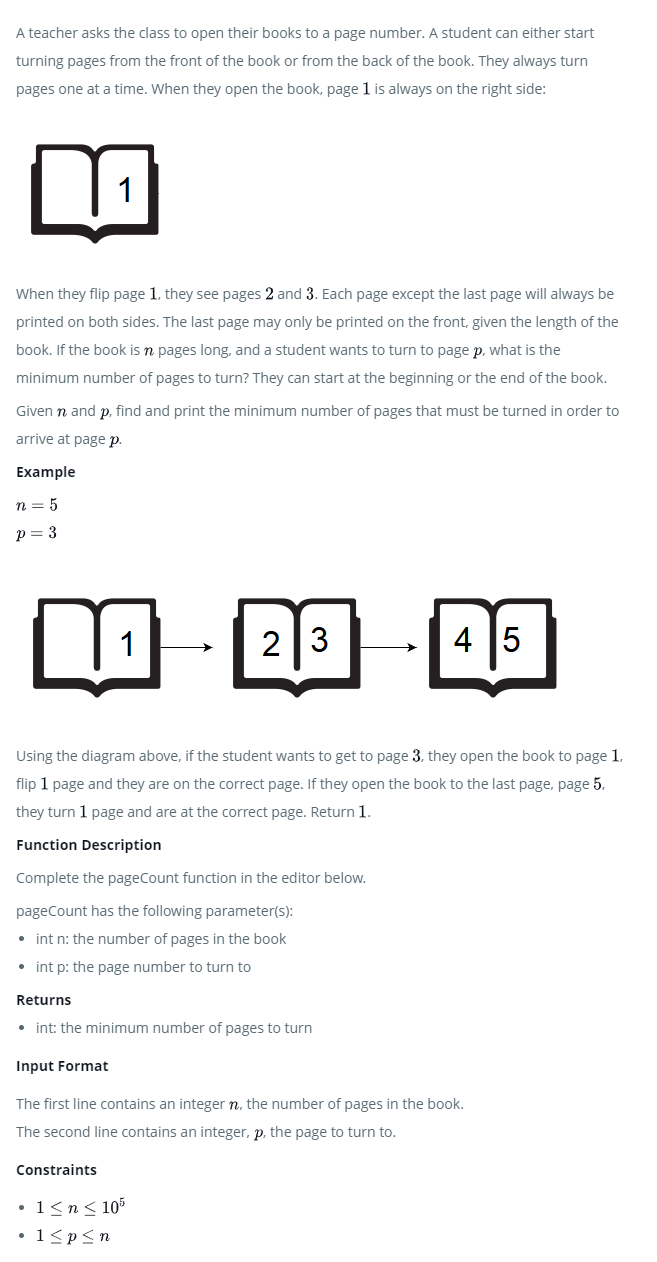 A teacher asks the class to open their books to a page number. A student can either start
turning pages from the front of the book or from the back of the book. They always turn
pages one at a time. When they open the book, page 1 is always on the right side:
1
When they flip page 1, they see pages 2 and 3. Each page except the last page will always be
printed on both sides. The last page may only be printed on the front, given the length of the
book. If the book is n pages long, and a student wants to turn to page p, what is the
minimum number of pages to turn? They can start at the beginning or the end of the book.
Given n and p, find and print the minimum number of pages that must be turned in order to
arrive at page p.
Example
n = 5
p = 3
1 2 3 4 5
Using the diagram above, if the student wants to get to page 3, they open the book to page 1,
flip 1 page and they are on the correct page. If they open the book to the last page, page 5,
they turn 1 page and are at the correct page. Return 1.
Function Description
Complete the pageCount function in the editor below.
pageCount has the following parameter(s):
• int n: the number of pages in the book
• int p: the page number to turn to
Returns
• int: the minimum number of pages to turn
Input Format
The first line contains an integer n, the number of pages in the book.
The second line contains an integer, p, the page to turn to.
Constraints
• 1 ≤ n ≤ 10⁵
• 1 ≤ p ≤ n